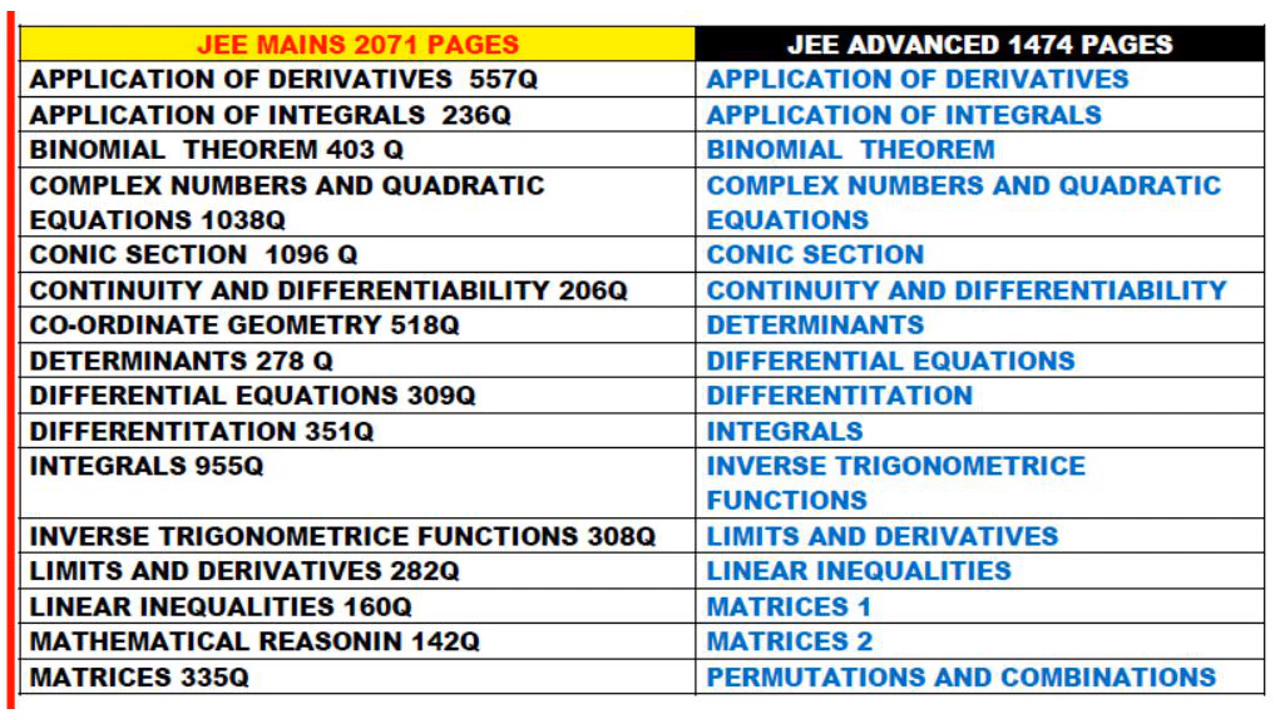 JEE MAINS 2071 PAGES
JEE ADVANCED 1474 PAGES
APPLICATION OF DERIVATIVES 557Q
APPLICATION OF DERIVATIVES
APPLICATION OF INTEGRALS 236Q
APPLICATION OF INTEGRALS
BINOMIAL THEOREM 403 Q
BINOMIAL THEOREM
COMPLEX NUMBERS AND QUADRATIC
EQUATIONS 1038Q
COMPLEX NUMBERS AND QUADRATIC
EQUATIONS
CONIC SECTION 1096 Q
CONIC SECTION
CONTINUITY AND DIFFERENTIABILITY 206Q
CONTINUITY AND DIFFERENTIABILITY
CO-ORDINATE GEOMETRY 518Q
DETERMINANTS
DETERMINANTS 278 Q
DIFFERENTIAL EQUATIONS
DIFFERENTIAL EQUATIONS 309Q
DIFFERENTITATION
DIFFERENTITATION 351Q
INTEGRALS
INTEGRALS 955Q
INVERSE TRIGONOMETRICE
FUNCTIONS
INVERSE TRIGONOMETRICE FUNCTIONS 308Q
LIMITS AND DERIVATIVES
LIMITS AND DERIVATIVES 282Q
LINEAR INEQUALITIES
LINEAR INEQUALITIES 160Q
MATRICES 1
MATHEMATICAL REASONIN 142Q
MATRICES 2
MATRICES 335Q
PERMUTATIONS AND COMBINATIONS